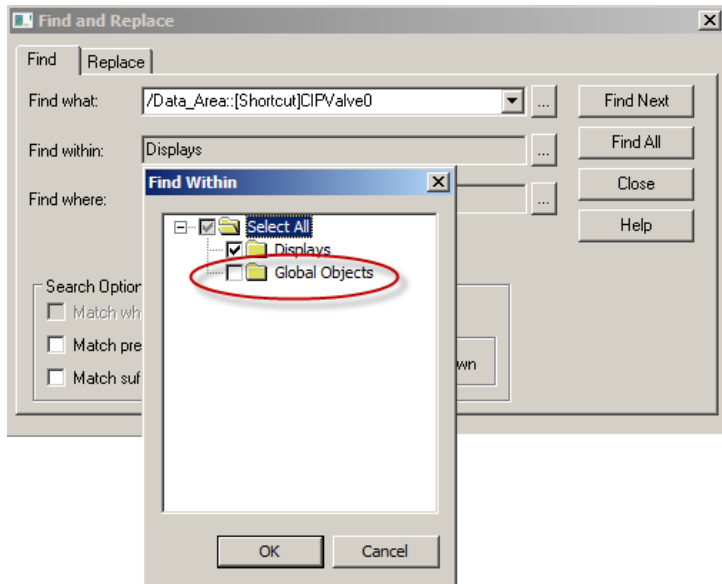 Find and Replace
Find
Replace
Find what:
/Data_Area::[Shortcut]CIPValve0
...
Find Next
Find within:
Displays
...
Find All
Find where:
...
Close
Help
Find Within
Select All
Displays
Global Objects
Search Option
Match wh
Match pre
Match suf
wn
OK
Cancel